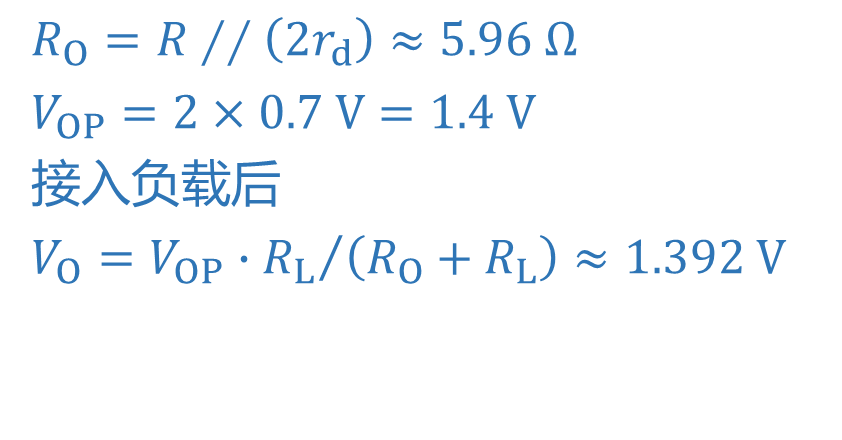 R_O = R // (2r_d) ≈ 5.96 Ω
V_OP = 2 × 0.7 V = 1.4 V
接入负载后
V_O = V_OP · R_L/(R_O + R_L) ≈ 1.392 V